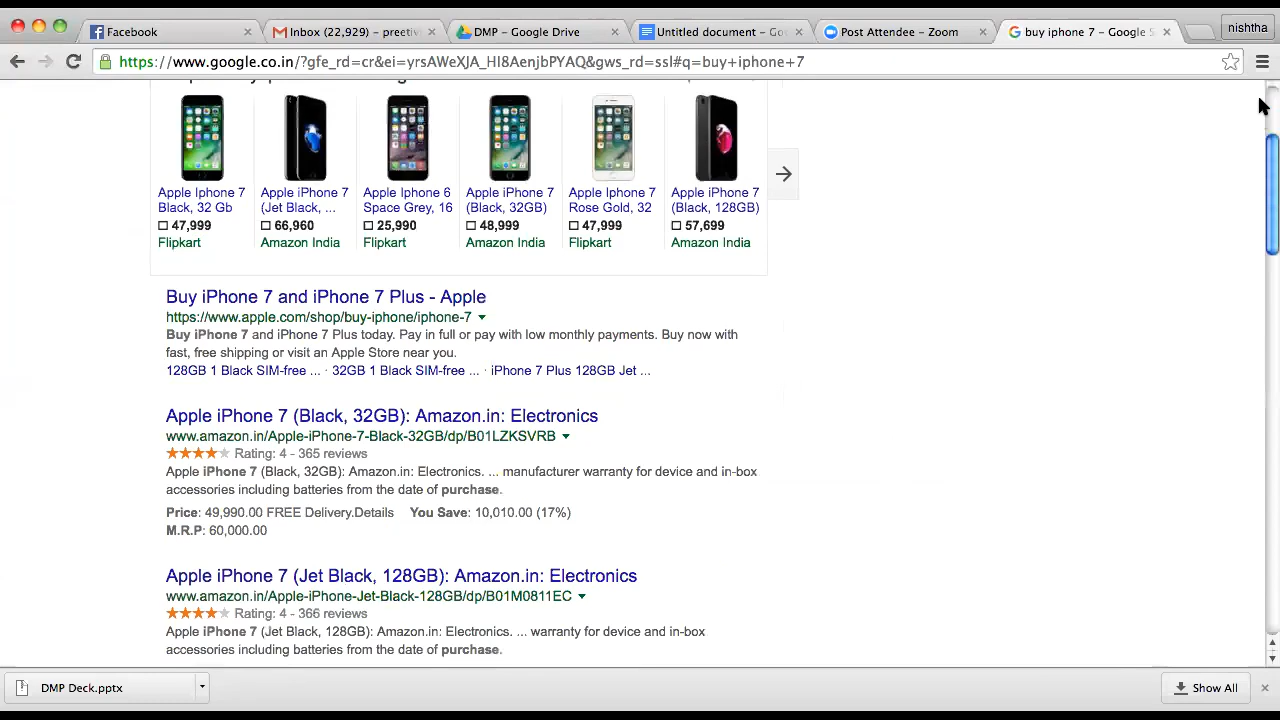 Facebook
Inbox (22,929) - preetiv
DMP - Google Drive
Untitled document - Go
Post Attendee - Zoom
buy iphone 7 - Google S
nishtha
https://www.google.co.in/?gfe_rd=cr&ei=yrsAWeXJA_HI8AenjbPYAQ&gws_rd=ssl#q=buy+iphone+7
Apple Iphone 7
Black, 32 Gb
47,999
Flipkart
Apple iPhone 7
(Jet Black, ...
66,960
Amazon India
Apple Iphone 6
Space Grey, 16
25,990
Flipkart
Apple iPhone 7
(Black, 32GB)
48,999
Amazon India
Apple Iphone 7
Rose Gold, 32
47,999
Flipkart
Apple iPhone 7
(Black, 128GB)
57,699
Amazon India
Buy iPhone 7 and iPhone 7 Plus - Apple
https://www.apple.com/shop/buy-iphone/iphone-7
Buy iPhone 7 and iPhone 7 Plus today. Pay in full or pay with low monthly payments. Buy now with
fast, free shipping or visit an Apple Store near you.
128GB 1 Black SIM-free ... · 32GB 1 Black SIM-free ... · iPhone 7 Plus 128GB Jet ...
Apple iPhone 7 (Black, 32GB): Amazon.in: Electronics
www.amazon.in/Apple-iPhone-7-Black-32GB/dp/B01LZKSVRB
Rating: 4 - 365 reviews
Apple iPhone 7 (Black, 32GB): Amazon.in: Electronics. ... manufacturer warranty for device and in-box
accessories including batteries from the date of purchase.
Price: 49,990.00 FREE Delivery.Details You Save: 10,010.00 (17%)
M.R.P: 60,000.00
Apple iPhone 7 (Jet Black, 128GB): Amazon.in: Electronics
www.amazon.in/Apple-iPhone-Jet-Black-128GB/dp/B01M0811EC
Rating: 4 - 366 reviews
Apple iPhone 7 (Jet Black, 128GB): Amazon.in: Electronics. ... warranty for device and in-box
accessories including batteries from the date of purchase.
DMP Deck.pptx
Show All